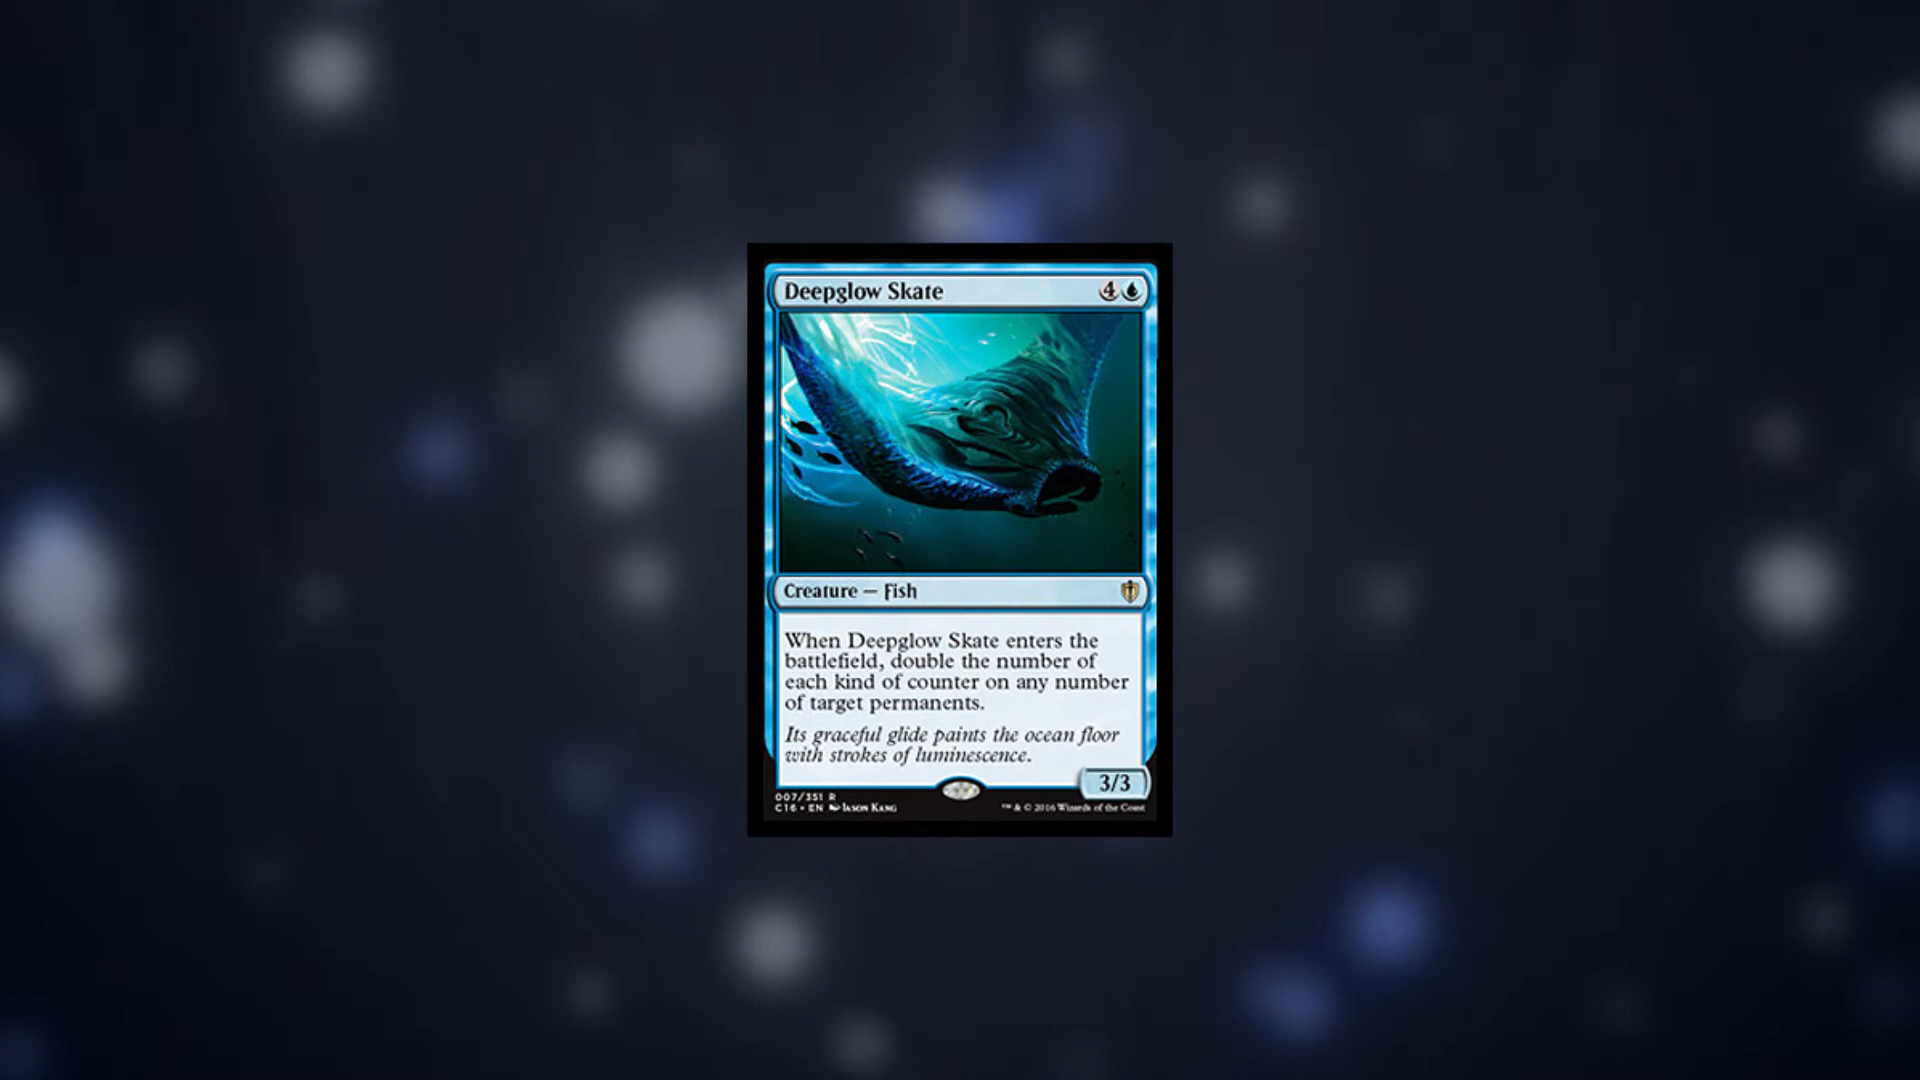 Deepglow Skate 4
Creature — Fish
When Deepglow Skate enters the
battlefield, double the number of
each kind of counter on any number
of target permanents.
Its graceful glide paints the ocean floor
with strokes of luminescence.
3/3
007/351 R
C16 • EN Jason Kang
™ & © 2016 Wizards of the Coast